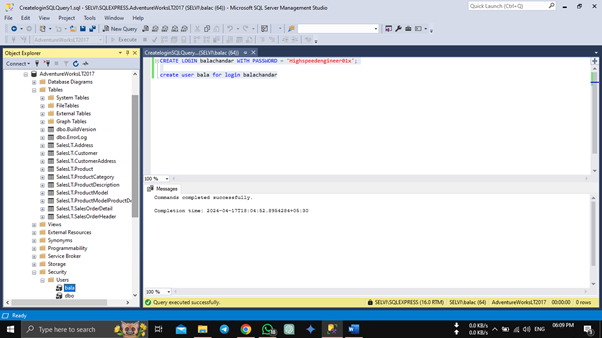 CreateloginSQLQuery1.sql - (SELVI).SQLEXPRESS.AdventureWorksLT2017 (SELVI\balac (64)) - Microsoft SQL Server Management Studio
Quick Launch (Ctrl+Q)
File Edit View Project Tools Window Help
New Query
AdventureWorksLT2017
Execute
Object Explorer
Connect
AdventureWorksLT2017
Database Diagrams
Tables
System Tables
FileTables
External Tables
Graph Tables
dbo.BuildVersion
dbo.ErrorLog
SalesLT.Address
SalesLT.Customer
SalesLT.CustomerAddress
SalesLT.Product
SalesLT.ProductCategory
SalesLT.ProductDescription
SalesLT.ProductModel
SalesLT.ProductModelProductDe
SalesLT.SalesOrderDetail
SalesLT.SalesOrderHeader
Views
External Resources
Synonyms
Programmability
Service Broker
Storage
Security
Users
bala
dbo
CreateloginSQLQuery...(SELVI\balac (64))
CREATE LOGIN balachandar WITH PASSWORD = 'Highspeedengineer01x';
create user bala for login balachandar
100 %
Messages
Commands completed successfully.
Completion time: 2024-04-17T18:04:52.8954284+05:30
100 %
Query executed successfully.
SELVI\SQLEXPRESS (16.0 RTM)
SELVI\balac (64)
AdventureWorksLT2017
00:00:00
0 rows
Ready
Type here to search
0.0 KB/s
0.0 KB/s
ENG
06:09 PM